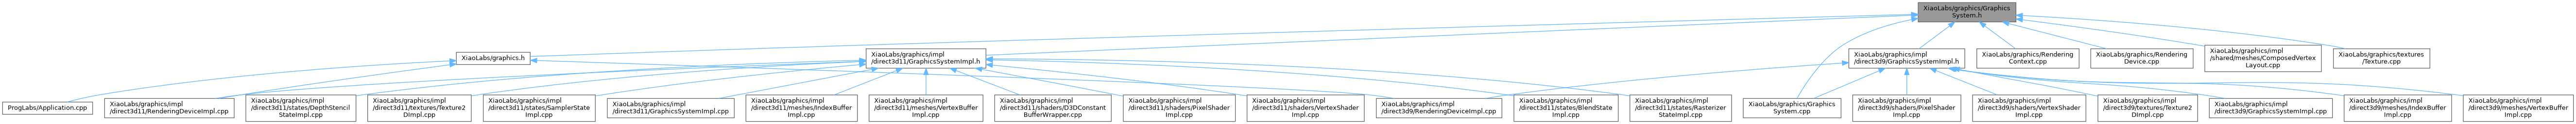 XiaoLabs/graphics/Graphics
System.h
XiaoLabs/graphics.h
XiaoLabs/graphics/impl
/direct3d11/GraphicsSystemImpl.h
XiaoLabs/graphics/impl
/direct3d9/GraphicsSystemImpl.h
XiaoLabs/graphics/Rendering
Context.cpp
XiaoLabs/graphics/Rendering
Device.cpp
XiaoLabs/graphics/impl
/shared/meshes/ComposedVertex
Layout.cpp
XiaoLabs/graphics/textures
/Texture.cpp
ProgLabs/Application.cpp
XiaoLabs/graphics/impl
/direct3d11/RenderingDeviceImpl.cpp
XiaoLabs/graphics/impl
/direct3d11/states/DepthStencil
StateImpl.cpp
XiaoLabs/graphics/impl
/direct3d11/textures/Texture2
DImpl.cpp
XiaoLabs/graphics/impl
/direct3d11/states/SamplerState
Impl.cpp
XiaoLabs/graphics/impl
/direct3d11/GraphicsSystemImpl.cpp
XiaoLabs/graphics/impl
/direct3d11/meshes/IndexBuffer
Impl.cpp
XiaoLabs/graphics/impl
/direct3d11/meshes/VertexBuffer
Impl.cpp
XiaoLabs/graphics/impl
/direct3d11/shaders/D3DConstant
BufferWrapper.cpp
XiaoLabs/graphics/impl
/direct3d11/shaders/PixelShader
Impl.cpp
XiaoLabs/graphics/impl
/direct3d11/shaders/VertexShader
Impl.cpp
XiaoLabs/graphics/impl
/direct3d9/RenderingDeviceImpl.cpp
XiaoLabs/graphics/impl
/direct3d11/states/BlendState
Impl.cpp
XiaoLabs/graphics/impl
/direct3d11/states/Rasterizer
StateImpl.cpp
XiaoLabs/graphics/Graphics
System.cpp
XiaoLabs/graphics/impl
/direct3d9/shaders/PixelShader
Impl.cpp
XiaoLabs/graphics/impl
/direct3d9/shaders/VertexShader
Impl.cpp
XiaoLabs/graphics/impl
/direct3d9/textures/Texture2
DImpl.cpp
XiaoLabs/graphics/impl
/direct3d9/GraphicsSystemImpl.cpp
XiaoLabs/graphics/impl
/direct3d9/meshes/IndexBuffer
Impl.cpp
XiaoLabs/graphics/impl
/direct3d9/meshes/VertexBuffer
Impl.cpp